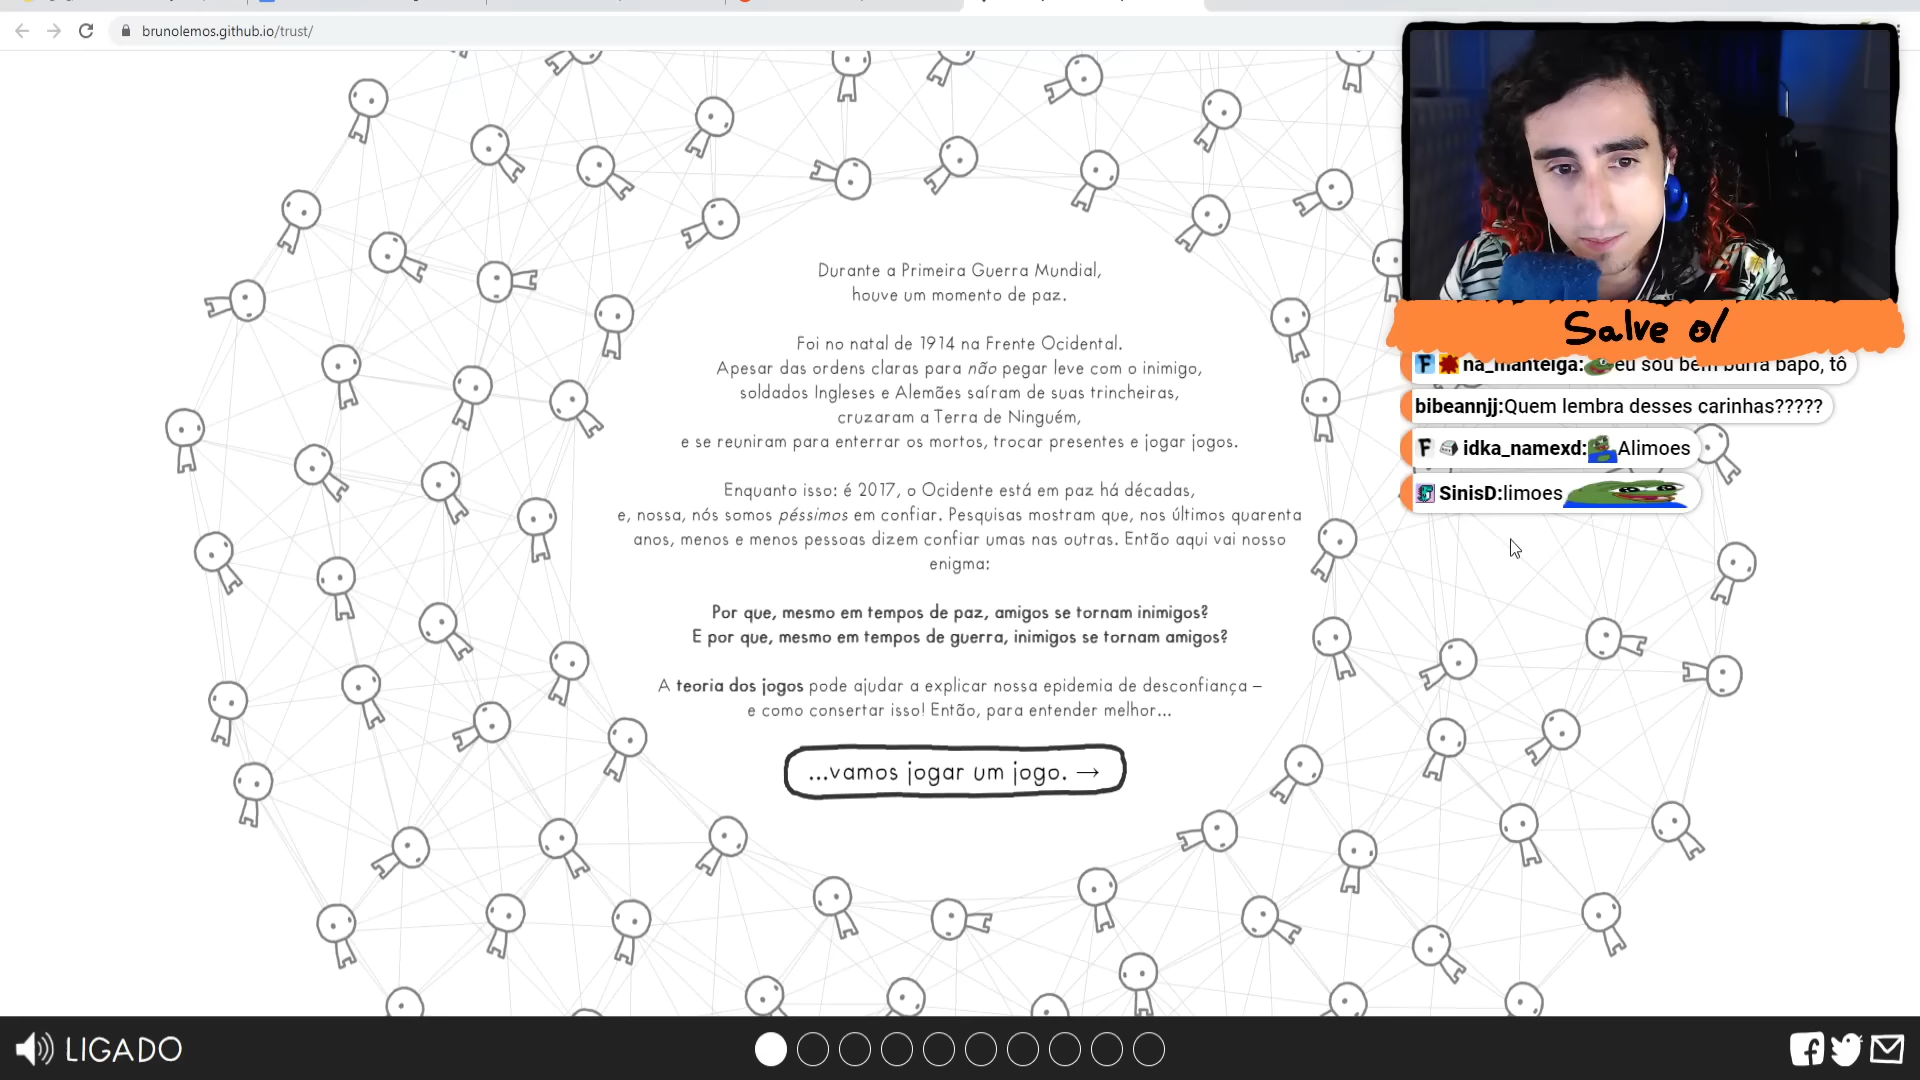 brunolemos.github.io/trust/
Durante a Primeira Guerra Mundial,
houve um momento de paz.
Foi no natal de 1914 na Frente Ocidental.
Apesar das ordens claras para não pegar leve com o inimigo,
soldados Ingleses e Alemães saíram de suas trincheiras,
cruzaram a Terra de Ninguém,
e se reuniram para enterrar os mortos, trocar presentes e jogar jogos.
Enquanto isso: é 2017, o Ocidente está em paz há décadas,
e, nossa, nós somos péssimos em confiar. Pesquisas mostram que, nos últimos quarenta
anos, menos e menos pessoas dizem confiar umas nas outras. Então aqui vai nosso
enigma:
Por que, mesmo em tempos de paz, amigos se tornam inimigos?
E por que, mesmo em tempos de guerra, inimigos se tornam amigos?
A teoria dos jogos pode ajudar a explicar nossa epidemia de desconfiança –
e como consertar isso! Então, para entender melhor...
...vamos jogar um jogo. →
Salve o/
na_manteiga: eu sou bem burra bapo, tô
bibeannjj:Quem lembra desses carinhas?????
F idka_namexd: Alimoes
SinisD:limoes
LIGADO